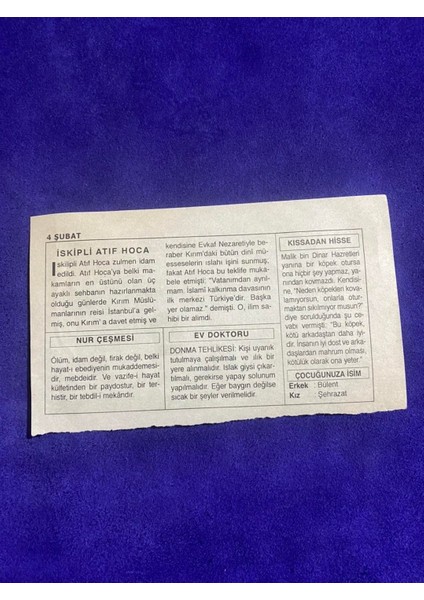 4 ŞUBAT
İSKİPLİ ATIF HOCA
İskilipli Atıf Hoca zulmen idam
edildi. Atıf Hoca'ya belki ma-
kamların en üstünü olan üç
ayaklı sehbanın hazırlanmakta
olduğu günlerde Kırım Müslü-
manlarının reisi İstanbul'a gel-
miş, onu Kırım'a davet etmiş ve
kendisine Evkaf Nezaretiyle be-
raber Kırım'daki bütün dinî mü-
esseselerin ıslahı işini sunmuş,
fakat Atıf Hoca bu teklife muka-
bele etmişti: "Vatanımdan ayrıl-
mam. İslamî kalkınma davasının
ilk merkezi Türkiye'dir. Başka
yer olamaz." demişti. O, ilim sa-
hibi bir alimdi.
NUR ÇEŞMESİ
Ölüm, idam değil, firak değil, belki
hayat-ı ebediyenin mukaddemesi-
dir, mebdeidir. Ve vazife-i hayat
külfetinden bir paydostur, bir ter-
histir, bir tebdil-i mekândır.
EV DOKTORU
DONMA TEHLİKESİ: Kişi uyanık
tutulmaya çalışılmalı ve ılık bir
yere alınmalıdır. Islak giysi çıkar-
tılmalı, gerekirse yapay solunum
yapılmalıdır. Eğer baygın değilse
sıcak bir şeyler verilmelidir.
KISSADAN HİSSE
Malik bin Dinar Hazretleri
yanına bir köpek otursa
ona hiçbir şey yapmaz, ya-
nından kovmazdı. Kendisi-
ne, "Neden köpekleri kova-
lamıyorsun, onlarla otur-
maktan sıkılmıyor musun?"
diye sorulduğunda şu ce-
vabı vermişti: "Bu köpek,
kötü arkadaştan daha iyi-
dir. İnsanın iyi dost ve arka-
daşlardan mahrum olması,
kötülük olarak ona yeter."
ÇOCUĞUNUZA İSİM
Erkek : Bülent
Kız : Şehrazat